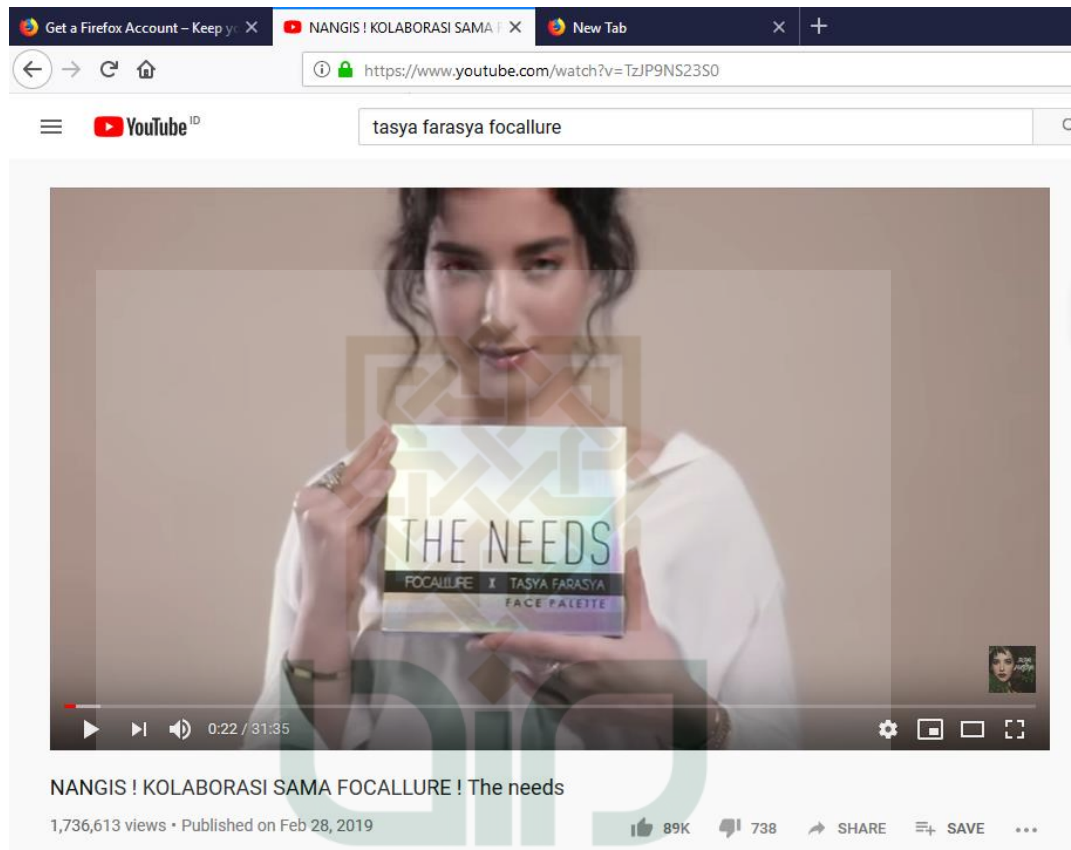 Get a Firefox Account – Keep yo
NANGIS ! KOLABORASI SAMA F
New Tab
https://www.youtube.com/watch?v=TzJP9NS23S0
YouTube ID
tasya farasya focallure
THE NEEDS
FOCALLURE X TASYA FARASYA
FACE PALETTE
0:22 / 31:35
NANGIS ! KOLABORASI SAMA FOCALLURE ! The needs
1,736,613 views • Published on Feb 28, 2019
89K 738 SHARE SAVE